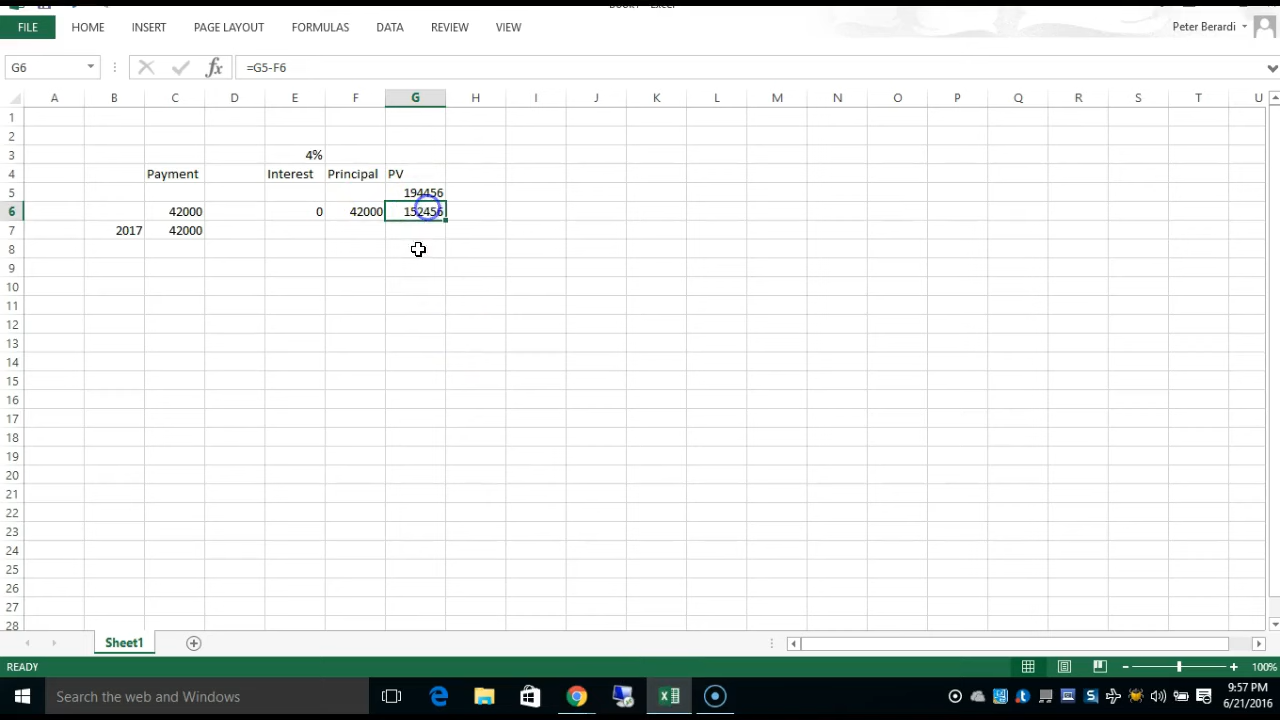 FILE HOME INSERT PAGE LAYOUT FORMULAS DATA REVIEW VIEW Peter Berardi
G6 fx =G5-F6
A B C D E F G H I J K L M N O P Q R S T U
1
2
3 4%
4 Payment Interest Principal PV
5 194456
6 42000 0 42000 152456
7 2017 42000
8
9
10
11
12
13
14
15
16
17
18
19
20
21
22
23
24
25
26
27
28
Sheet1
READY 100%
Search the web and Windows 9:57 PM
6/21/2016